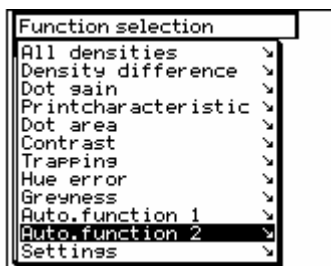 Function selection
All densities
Density difference
Dot gain
Printcharacteristic
Dot area
Contrast
Trapping
Hue error
Greyness
Auto.function 1
Auto.function 2
Settings